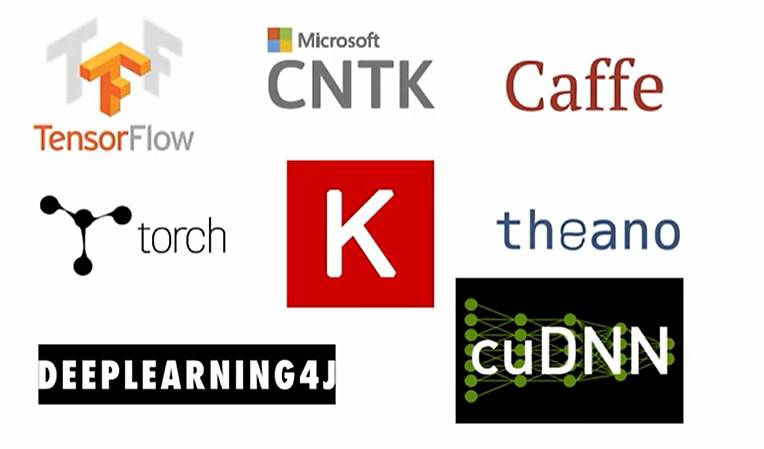 TensorFlow
Microsoft
CNTK
Caffe
torch
K
theano
DEEPLEARNING4J
cuDNN